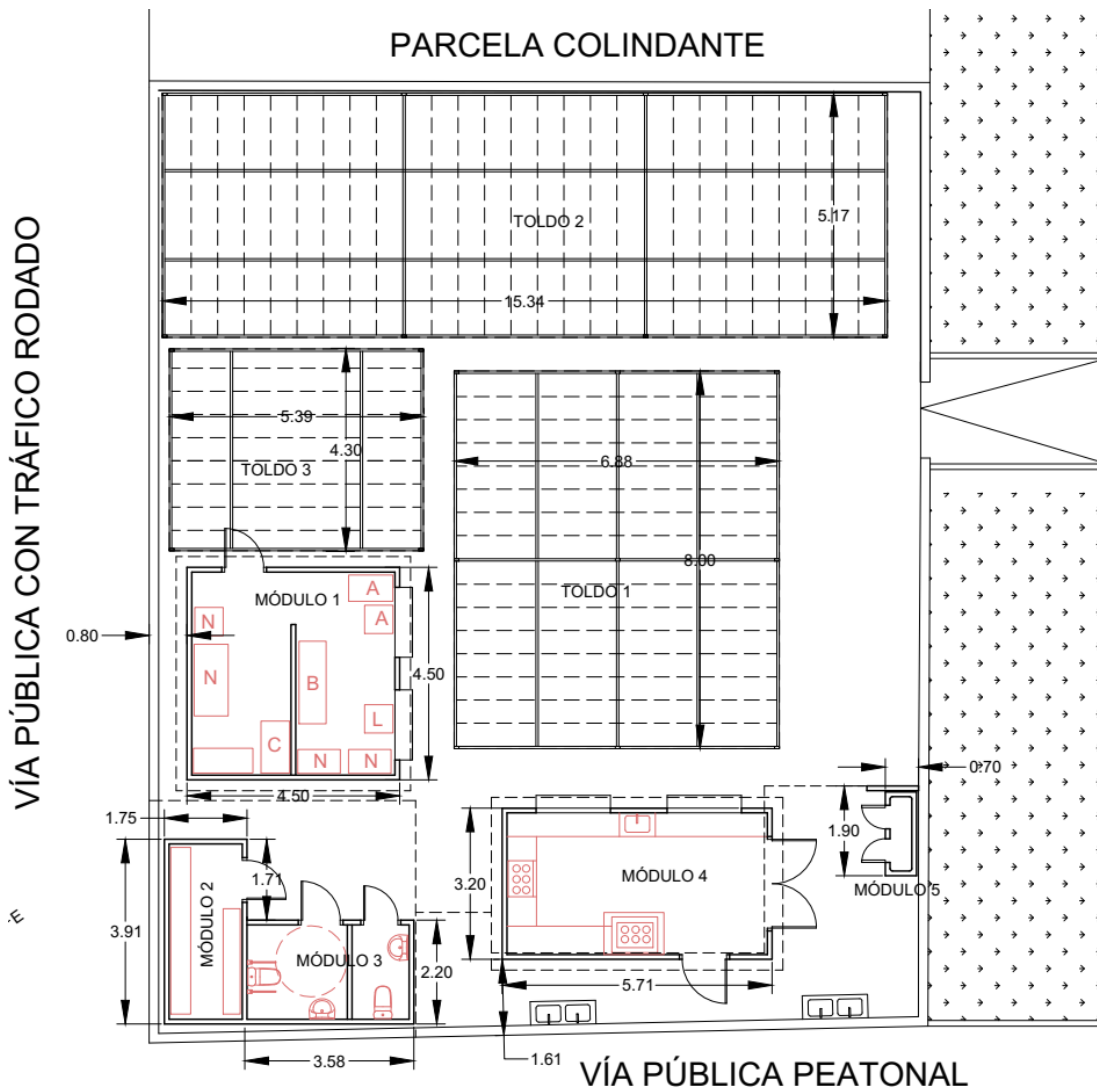 PARCELA COLINDANTE
VÍA PÚBLICA CON TRÁFICO RODADO
TOLDO 2
5.17
15.34
5.39
4.30
TOLDO 3
6.88
8.00
TOLDO 1
MÓDULO 1
A
A
N
N
B
L
C
N
N
0.80
4.50
4.50
0.70
1.75
1.71
3.91
MÓDULO 2
MÓDULO 3
2.20
3.58
3.20
MÓDULO 4
5.71
1.61
1.90
MÓDULO 5
VÍA PÚBLICA PEATONAL